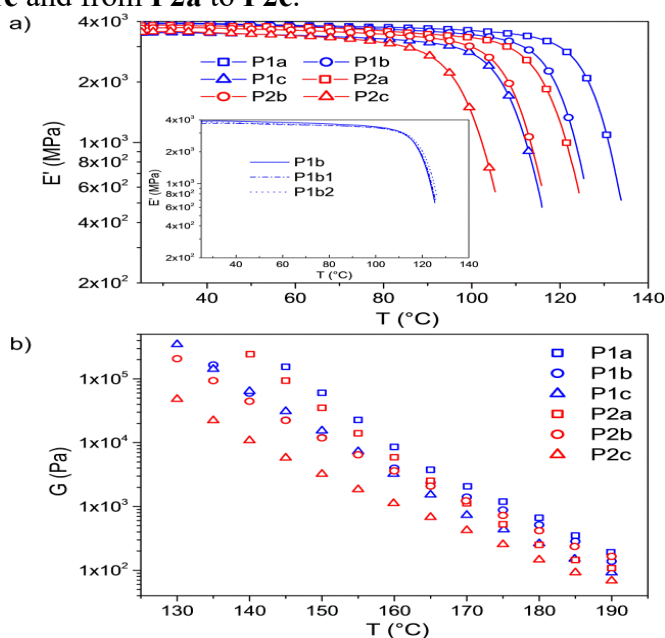 1c and from P2a to P2c.
a)
4x10³
2x10³
1x10³
8x10²
6x10²
4x10²
2x10²
E' (MPa)
P1a P1b
P1c P2a
P2b P2c
4x10³
2x10³
1x10³
8x10²
6x10²
4x10²
2x10²
E' (MPa)
P1b
P1b1
P1b2
40 60 80 100 120 140
T (°C)
40 60 80 100 120 140
T (°C)
b)
1x10⁵
1x10⁴
1x10³
1x10²
G (Pa)
P1a
P1b
P1c
P2a
P2b
P2c
130 140 150 160 170 180 190
T (°C)